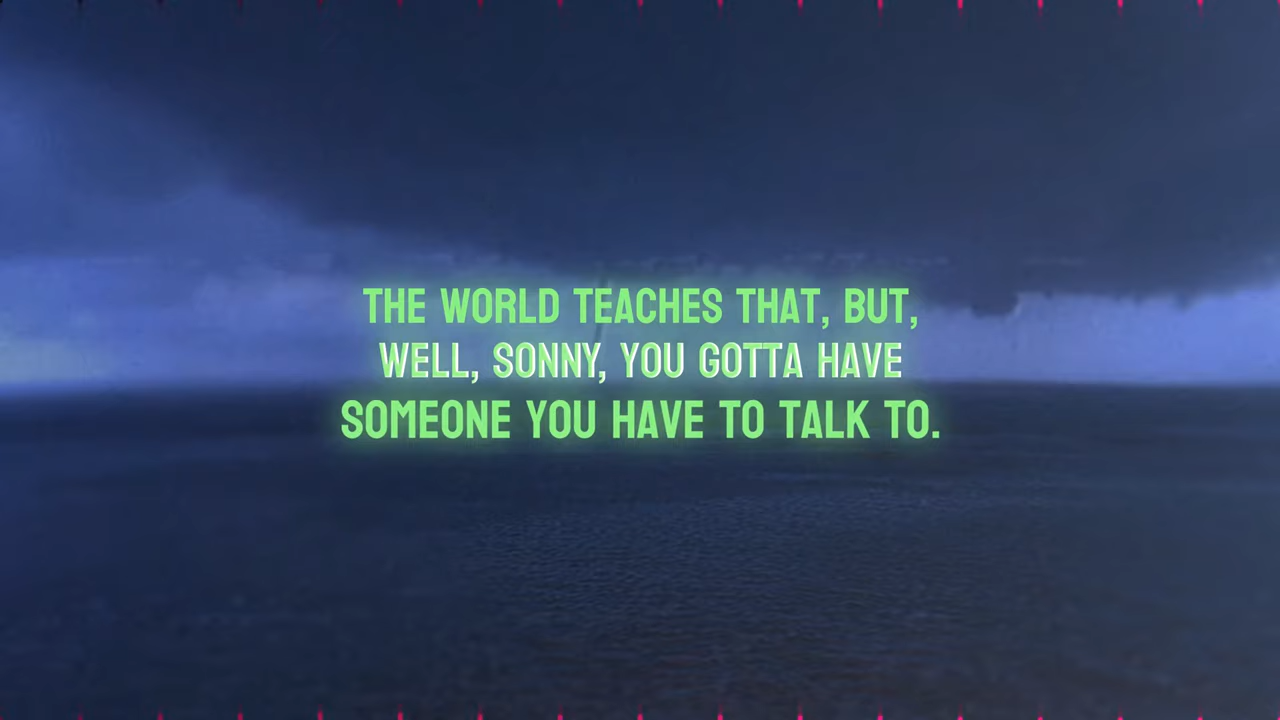 THE WORLD TEACHES THAT, BUT,
WELL, SONNY, YOU GOTTA HAVE
SOMEONE YOU HAVE TO TALK TO.